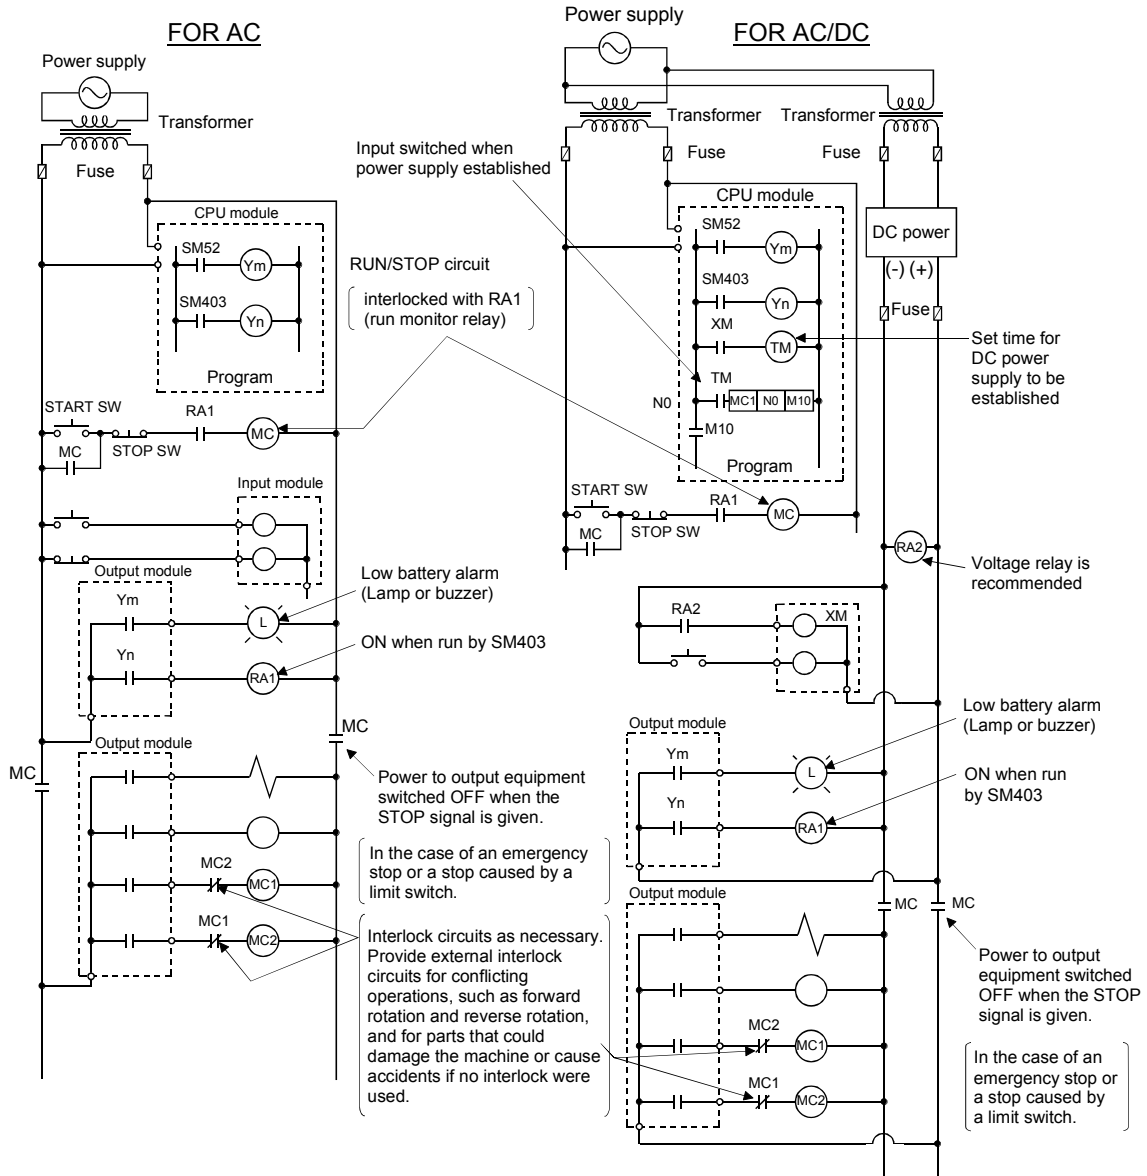 FOR AC
Power supply
Transformer
Fuse
CPU module
SM52
Ym
SM403
Yn
Program
RUN/STOP circuit
interlocked with RA1
(run monitor relay)
START SW
RA1
MC
MC
STOP SW
Input module
Output module
Ym
L
Low battery alarm
(Lamp or buzzer)
Yn
RA1
ON when run by SM403
MC
Output module
MC
Power to output equipment
switched OFF when the
STOP signal is given.
In the case of an emergency
stop or a stop caused by a
limit switch.
MC2
MC1
MC1
MC2
Interlock circuits as necessary.
Provide external interlock
circuits for conflicting
operations, such as forward
rotation and reverse rotation,
and for parts that could
damage the machine or cause
accidents if no interlock were
used.
Power supply
FOR AC/DC
Transformer
Transformer
Fuse
Fuse
Input switched when
power supply established
CPU module
SM52
Ym
SM403
Yn
XM
TM
TM
N0
MC1 N0 M10
M10
Program
DC power
(-) (+)
Fuse
Set time for
DC power
supply to be
established
START SW
RA1
MC
MC
STOP SW
RA2
Voltage relay is
recommended
RA2
XM
Output module
Ym
L
Low battery alarm
(Lamp or buzzer)
Yn
RA1
ON when run
by SM403
Output module
MC
MC
Power to output
equipment switched
OFF when the STOP
signal is given.
MC2
MC1
MC1
MC2
In the case of an
emergency stop or
a stop caused by
a limit switch.